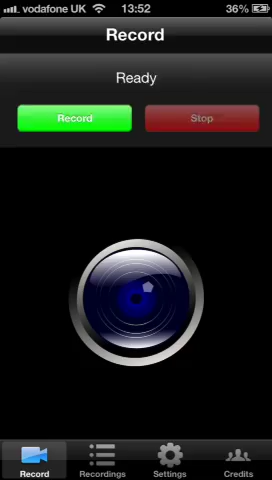 vodafone UK 13:52 36%
Record
Ready
Record Stop
Record Recordings Settings Credits